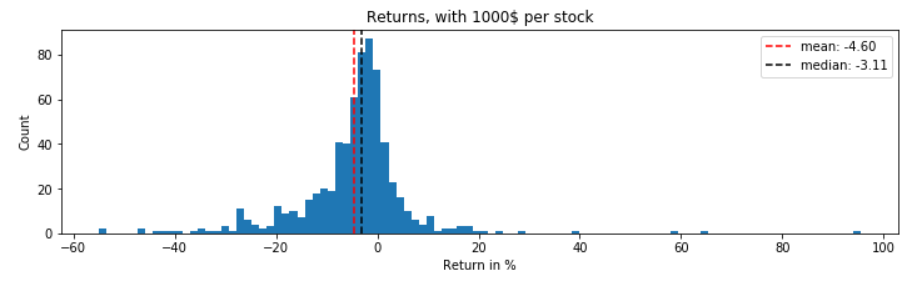 Returns, with 1000$ per stock
mean: -4.60
median: -3.11
Count
80
60
40
20
0
−60 −40 −20 0 20 40 60 80 100
Return in %